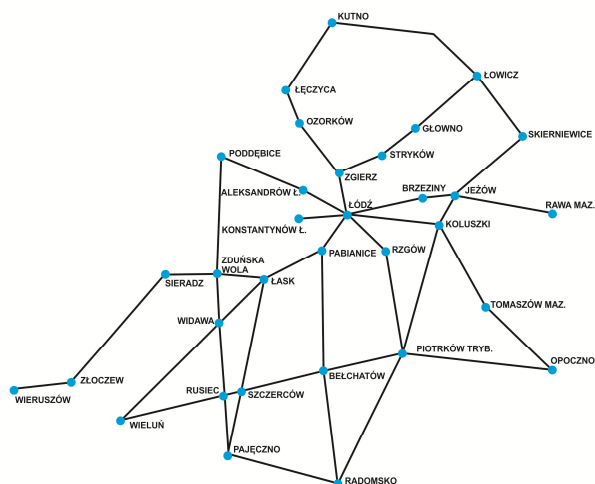 KUTNO
ŁOWICZ
ŁĘCZYCA
OZORKÓW
GŁOWNO
SKIERNIEWICE
PODDĘBICE
STRYKÓW
ZGIERZ
ALEKSANDRÓW Ł.
BRZEZINY
JEŻÓW
ŁÓDŹ
RAWA MAZ.
KONSTANTYNÓW Ł.
KOLUSZKI
PABIANICE
RZGÓW
ZDUŃSKA
WOLA
SIERADZ
ŁASK
TOMASZÓW MAZ.
WIDAWA
PIOTRKÓW TRYB.
OPOCZNO
ZŁOCZEW
BEŁCHATÓW
WIERUSZÓW
RUSIEC
SZCZERCÓW
WIELUŃ
PAJĘCZNO
RADOMSKO